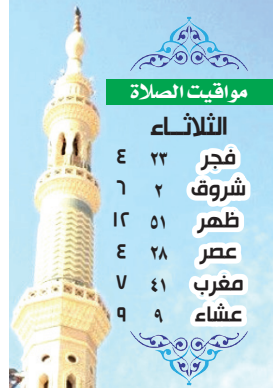 مواقيت الصلاة
الثلاثـاء
فجر ٢٣ ٤
شروق ٢ ٦
ظهر ٥١ ١٢
عصر ٢٨ ٤
مغرب ٤١ ٧
عشاء ٩ ٩